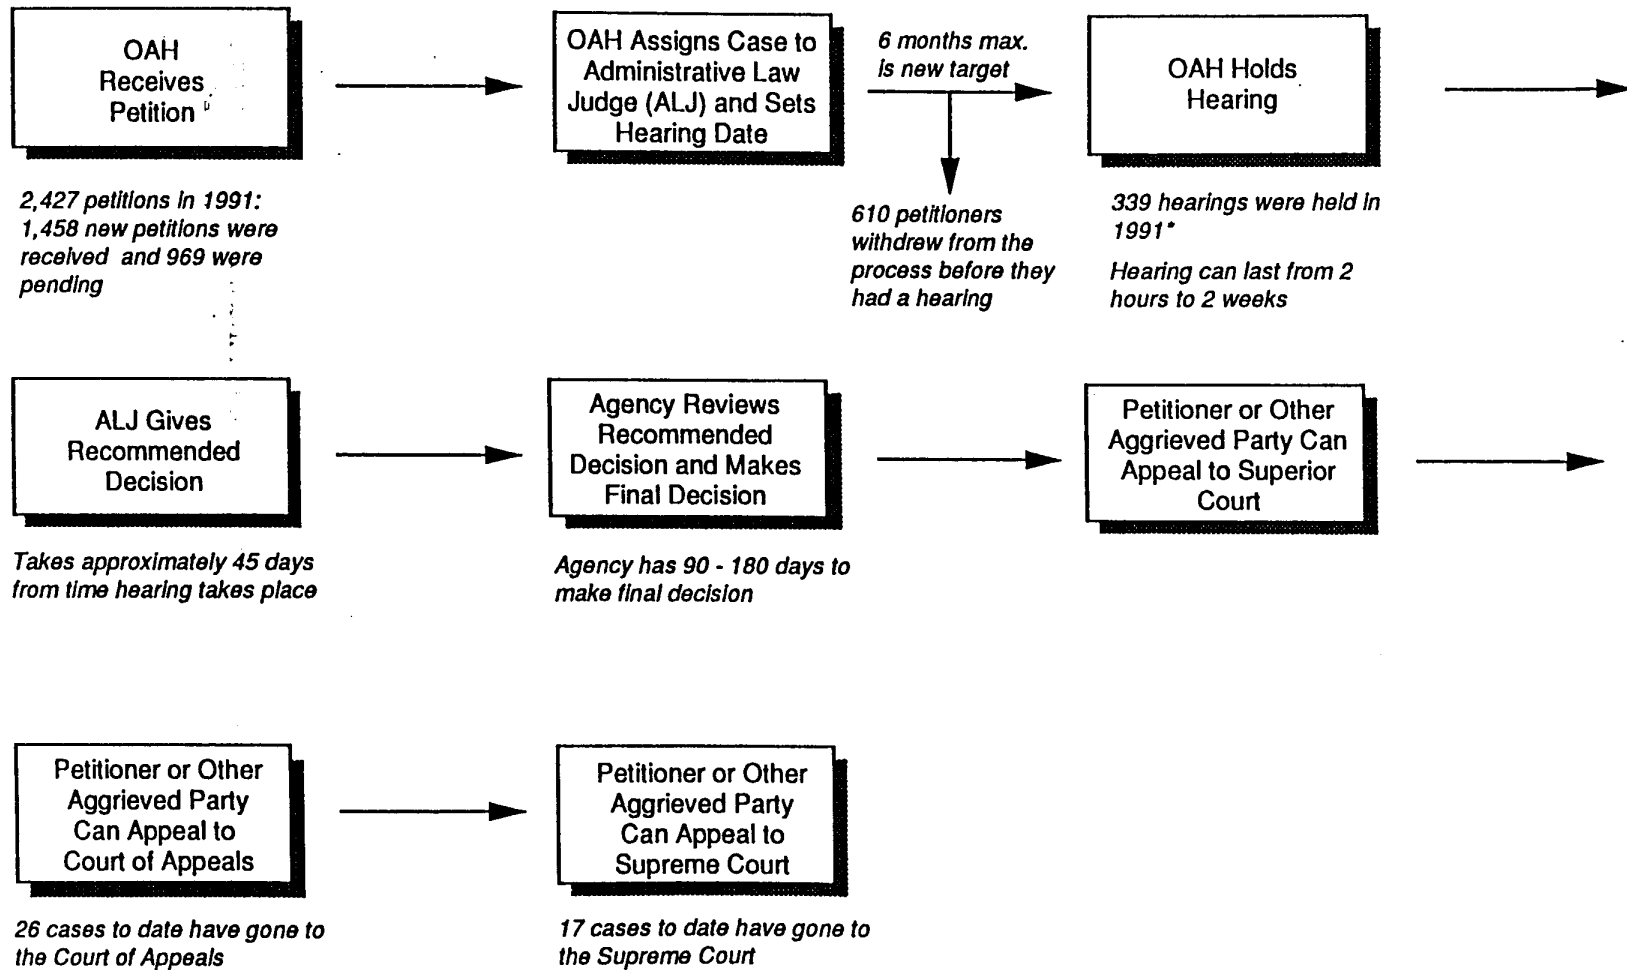 OAH
Receives
Petition
OAH Assigns Case to
Administrative Law
Judge (ALJ) and Sets
Hearing Date
6 months max.
is new target
OAH Holds
Hearing
2,427 petitions in 1991:
1,458 new petitions were
received and 969 were
pending
610 petitioners
withdrew from the
process before they
had a hearing
339 hearings were held in
1991*
Hearing can last from 2
hours to 2 weeks
ALJ Gives
Recommended
Decision
Agency Reviews
Recommended
Decision and Makes
Final Decision
Petitioner or Other
Aggrieved Party Can
Appeal to Superior
Court
Takes approximately 45 days
from time hearing takes place
Agency has 90 - 180 days to
make final decision
Petitioner or Other
Aggrieved Party
Can Appeal to
Court of Appeals
Petitioner or Other
Aggrieved Party
Can Appeal to
Supreme Court
26 cases to date have gone to
the Court of Appeals
17 cases to date have gone to
the Supreme Court